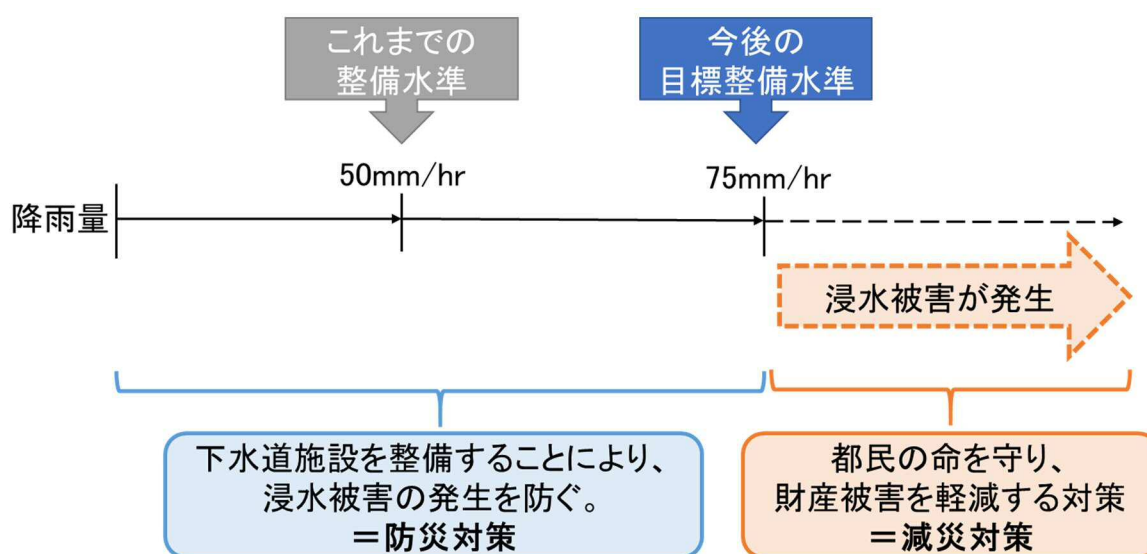 これまでの
整備水準
今後の
目標整備水準
50mm/hr
75mm/hr
降雨量
浸水被害が発生
下水道施設を整備することにより、
浸水被害の発生を防ぐ。
＝防災対策
都民の命を守り、
財産被害を軽減する対策
＝減災対策